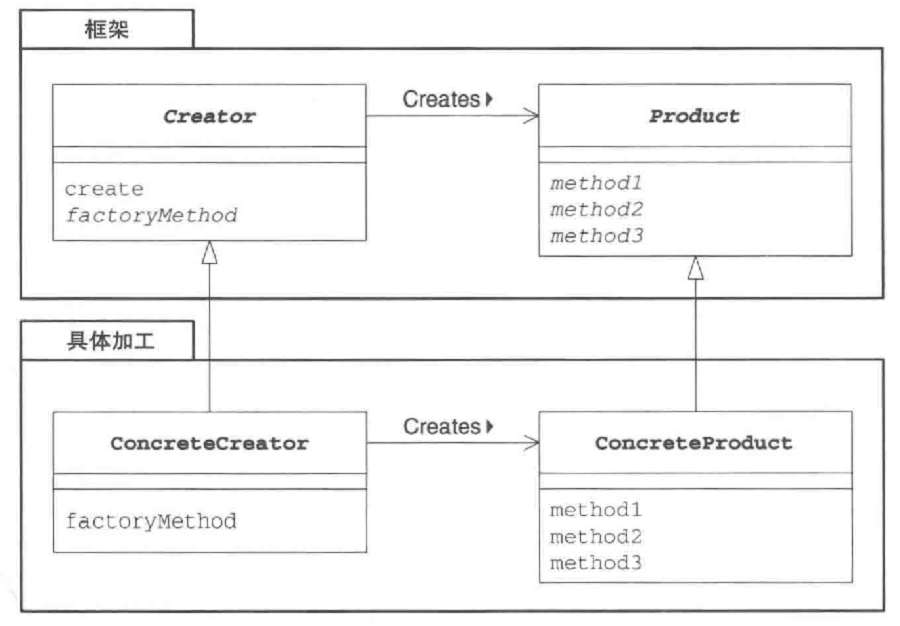 框架
Creator
Creates
Product
create
factoryMethod
method1
method2
method3
具体加工
ConcreteCreator
Creates
ConcreteProduct
factoryMethod
method1
method2
method3